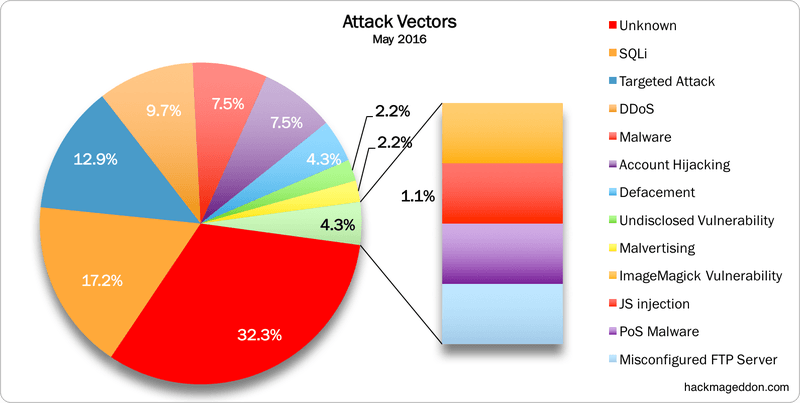 Attack Vectors
May 2016
Unknown
SQLi
Targeted Attack
DDoS
Malware
Account Hijacking
Defacement
Undisclosed Vulnerability
Malvertising
ImageMagick Vulnerability
JS injection
PoS Malware
Misconfigured FTP Server
9.7%
7.5%
7.5%
2.2%
2.2%
4.3%
12.9%
4.3%
1.1%
17.2%
32.3%
hackmageddon.com